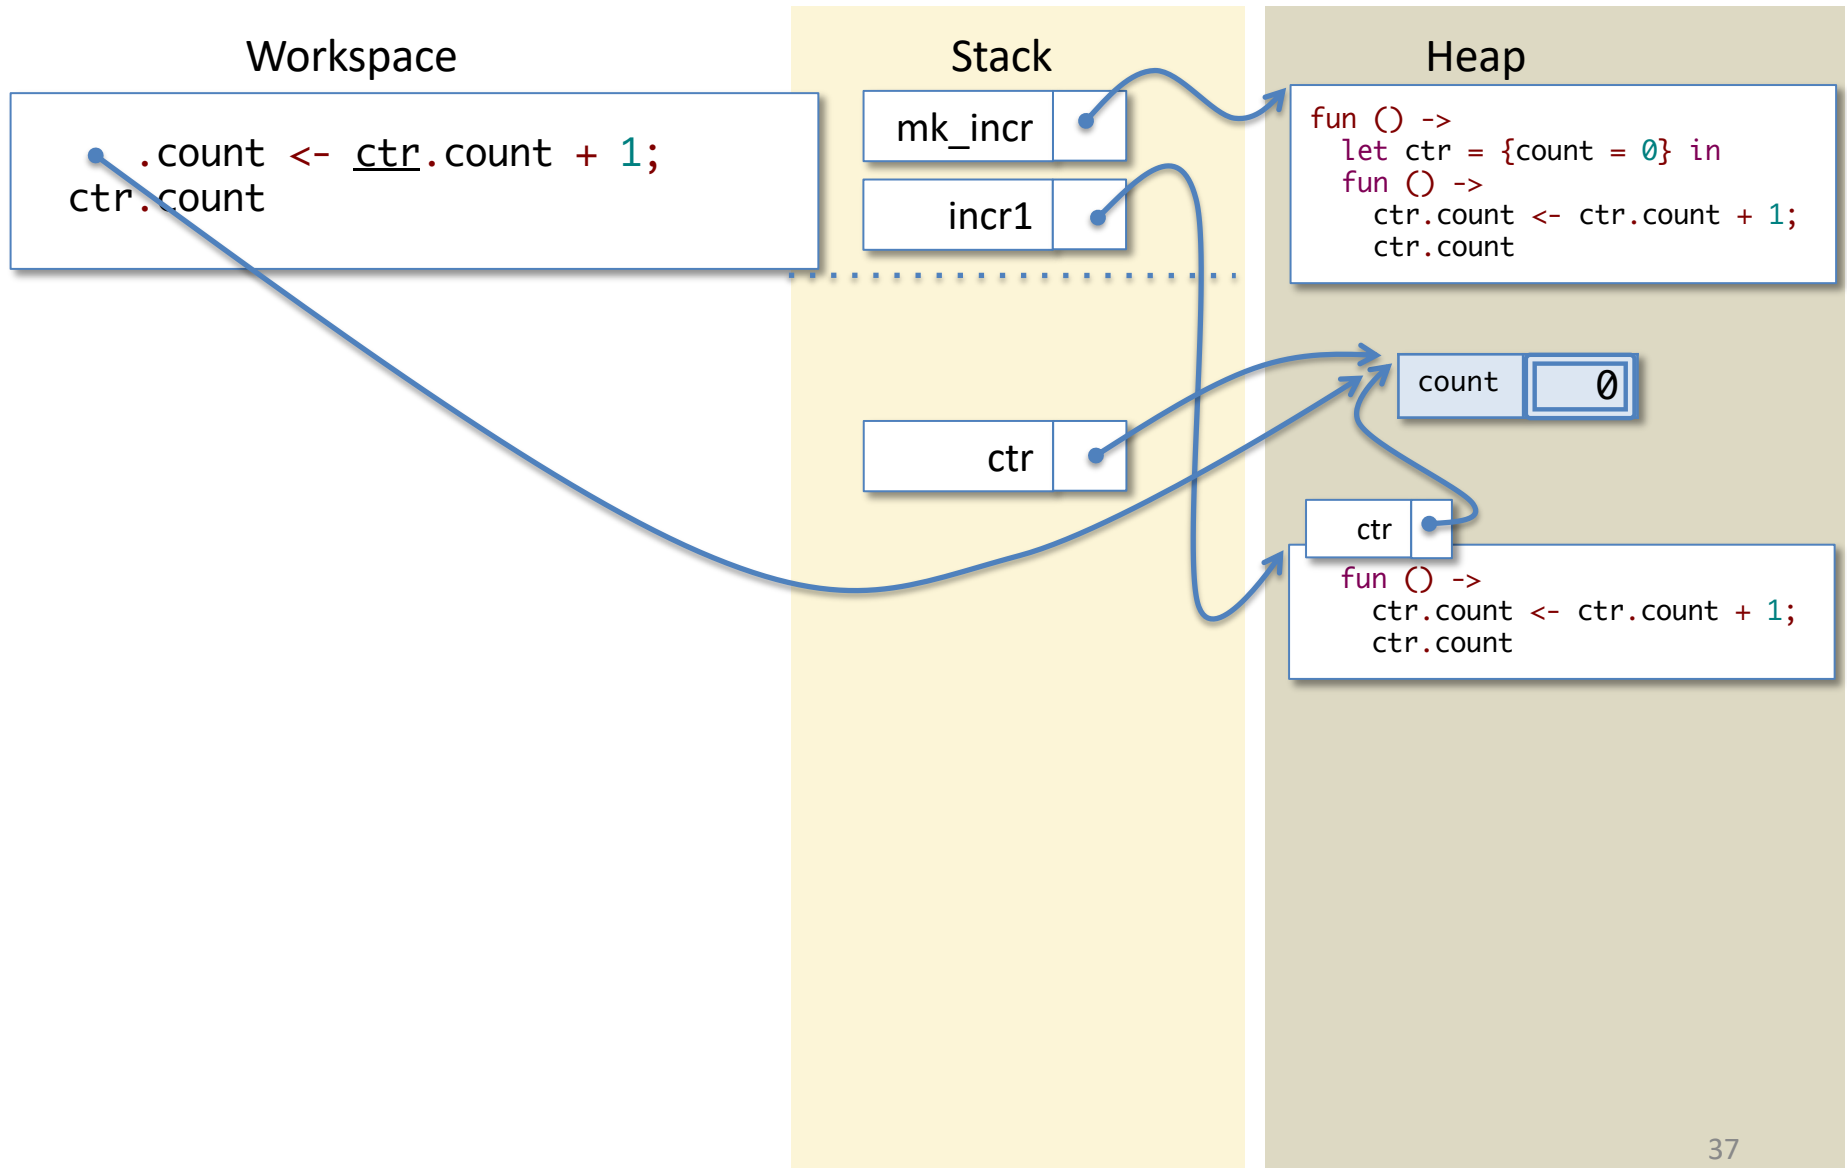 Workspace
.count <- ctr.count + 1;
ctr.count
Stack
mk_incr
incr1
ctr
Heap
fun () ->
let ctr = {count = 0} in
fun () ->
ctr.count <- ctr.count + 1;
ctr.count
count 0
ctr
fun () ->
ctr.count <- ctr.count + 1;
ctr.count
37